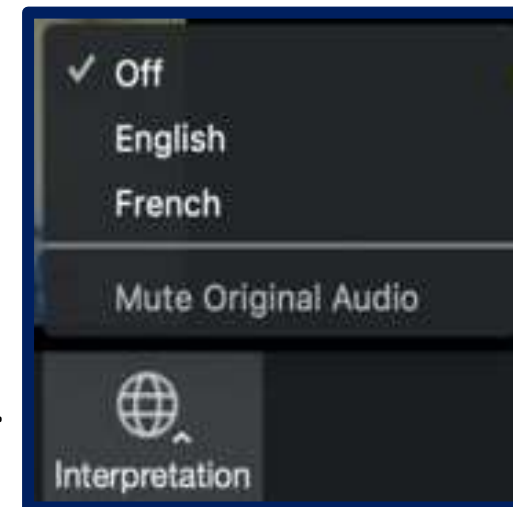 ✓ Off
English
French
Mute Original Audio
Interpretation